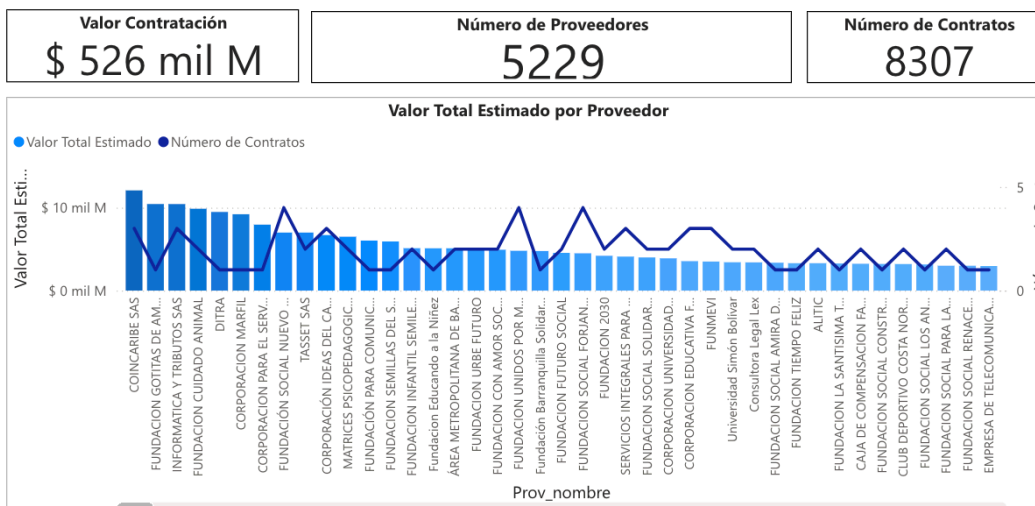 Valor Contratación
$ 526 mil M
Número de Proveedores
5229
Número de Contratos
8307
Valor Total Estimado por Proveedor
Valor Total Estimado
Número de Contratos
Valor Total Esti...
$ 10 mil M
$ 0 mil M
5
0
COINCARIBE SAS
FUNDACION GOTITAS DE AM...
INFORMATICA Y TRIBUTOS SAS
FUNDACION CUIDADO ANIMAL
DITRA
CORPORACION MARFIL
CORPORACION PARA EL SERV...
FUNDACIÓN SOCIAL NUEVO ...
TASSET SAS
CORPORACIÓN IDEAS DEL CA...
MATRICES PSICOPEDAGOGIC...
FUNDACIÓN PARA COMUNIC...
FUNDACION SEMILLAS DEL S...
FUNDACION INFANTIL SEMILE...
Fundacion Educando a la Niñez
ÁREA METROPOLITANA DE BA...
FUNDACION URBE FUTURO
FUNDACION CON AMOR SOC...
FUNDACION UNIDOS POR M...
Fundación Barranquilla Solidar...
FUNDACION FUTURO SOCIAL
FUNDACION SOCIAL FORJAN...
FUNDACION 2030
SERVICIOS INTEGRALES PARA ...
FUNDACION SOCIAL SOLIDAR...
CORPORACION UNIVERSIDAD...
CORPORACION EDUCATIVA F...
FUNMEVI
Universidad Simón Bolívar
Consultora Legal Lex
FUNDACION SOCIAL AMIRA D...
FUNDACION TIEMPO FELIZ
ALITIC
FUNDACION LA SANTISIMA T...
CAJA DE COMPENSACION FA...
FUNDACION SOCIAL CONSTR...
CLUB DEPORTIVO COSTA NOR...
FUNDACION SOCIAL LOS AN...
FUNDACION SOCIAL PARA LA...
FUNDACION SOCIAL RENACE...
EMPRESA DE TELECOMUNICA...
Prov_nombre